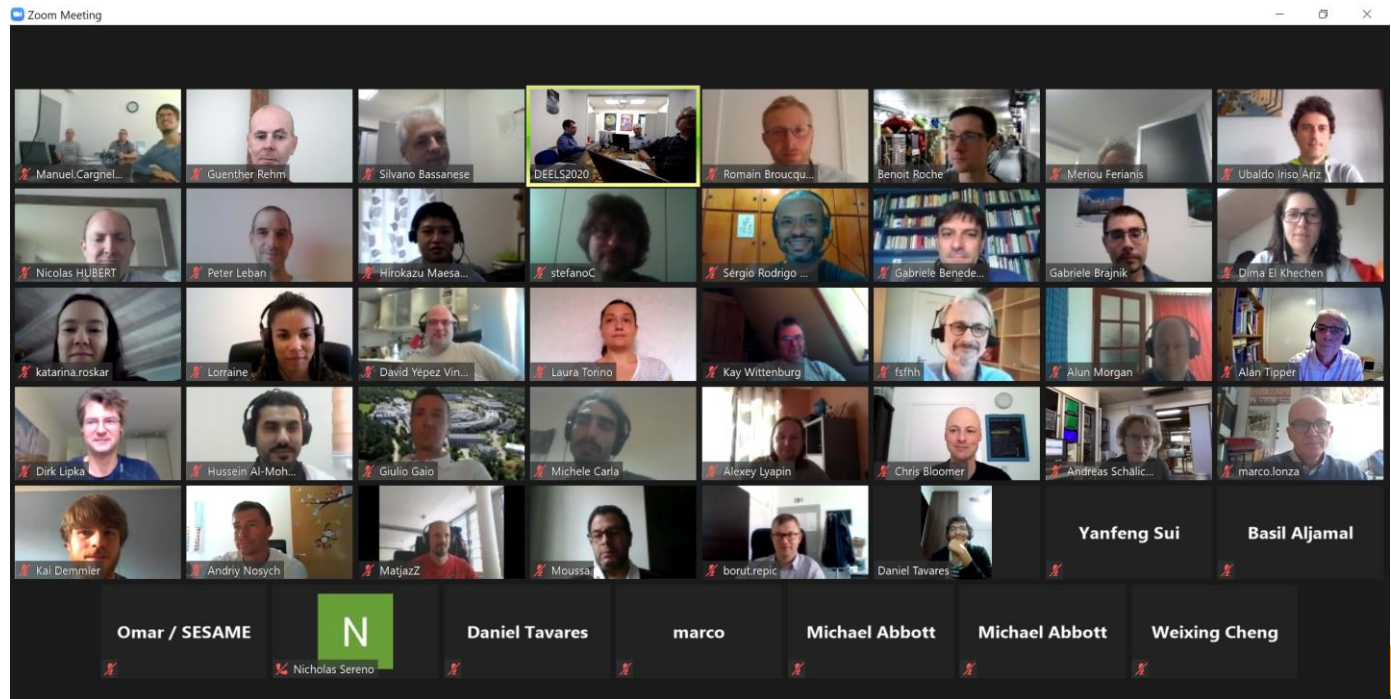 Zoom Meeting
Manuel.Cargnel...
Guenther Rehm
Silvano Bassanese
DEELS2020
Romain Broucqu...
Benoit Roche
Meriou Ferianis
Ubaldo Iriso Ariz
Nicolas HUBERT
Peter Leban
Hirokazu Maesa...
stefanoC
Sérgio Rodrigo ...
Gabriele Benede...
Gabriele Brajnik
Dima El Khechen
katarina.roskar
Lorraine
David Yépez Vin...
Laura Torino
Kay Wittenburg
fsfhh
Alun Morgan
Alan Tipper
Dirk Lipka
Hussein Al-Moh...
Giulio Gaio
Michele Carla
Alexey Lyapin
Chris Bloomer
Andreas Schälic...
marco.lonza
Kai Demmler
Andriy Nosych
MatjazZ
Moussa
borut.repic
Daniel Tavares
Yanfeng Sui
Basil Aljamal
Omar / SESAME
N
Nicholas Sereno
Daniel Tavares
marco
Michael Abbott
Michael Abbott
Weixing Cheng